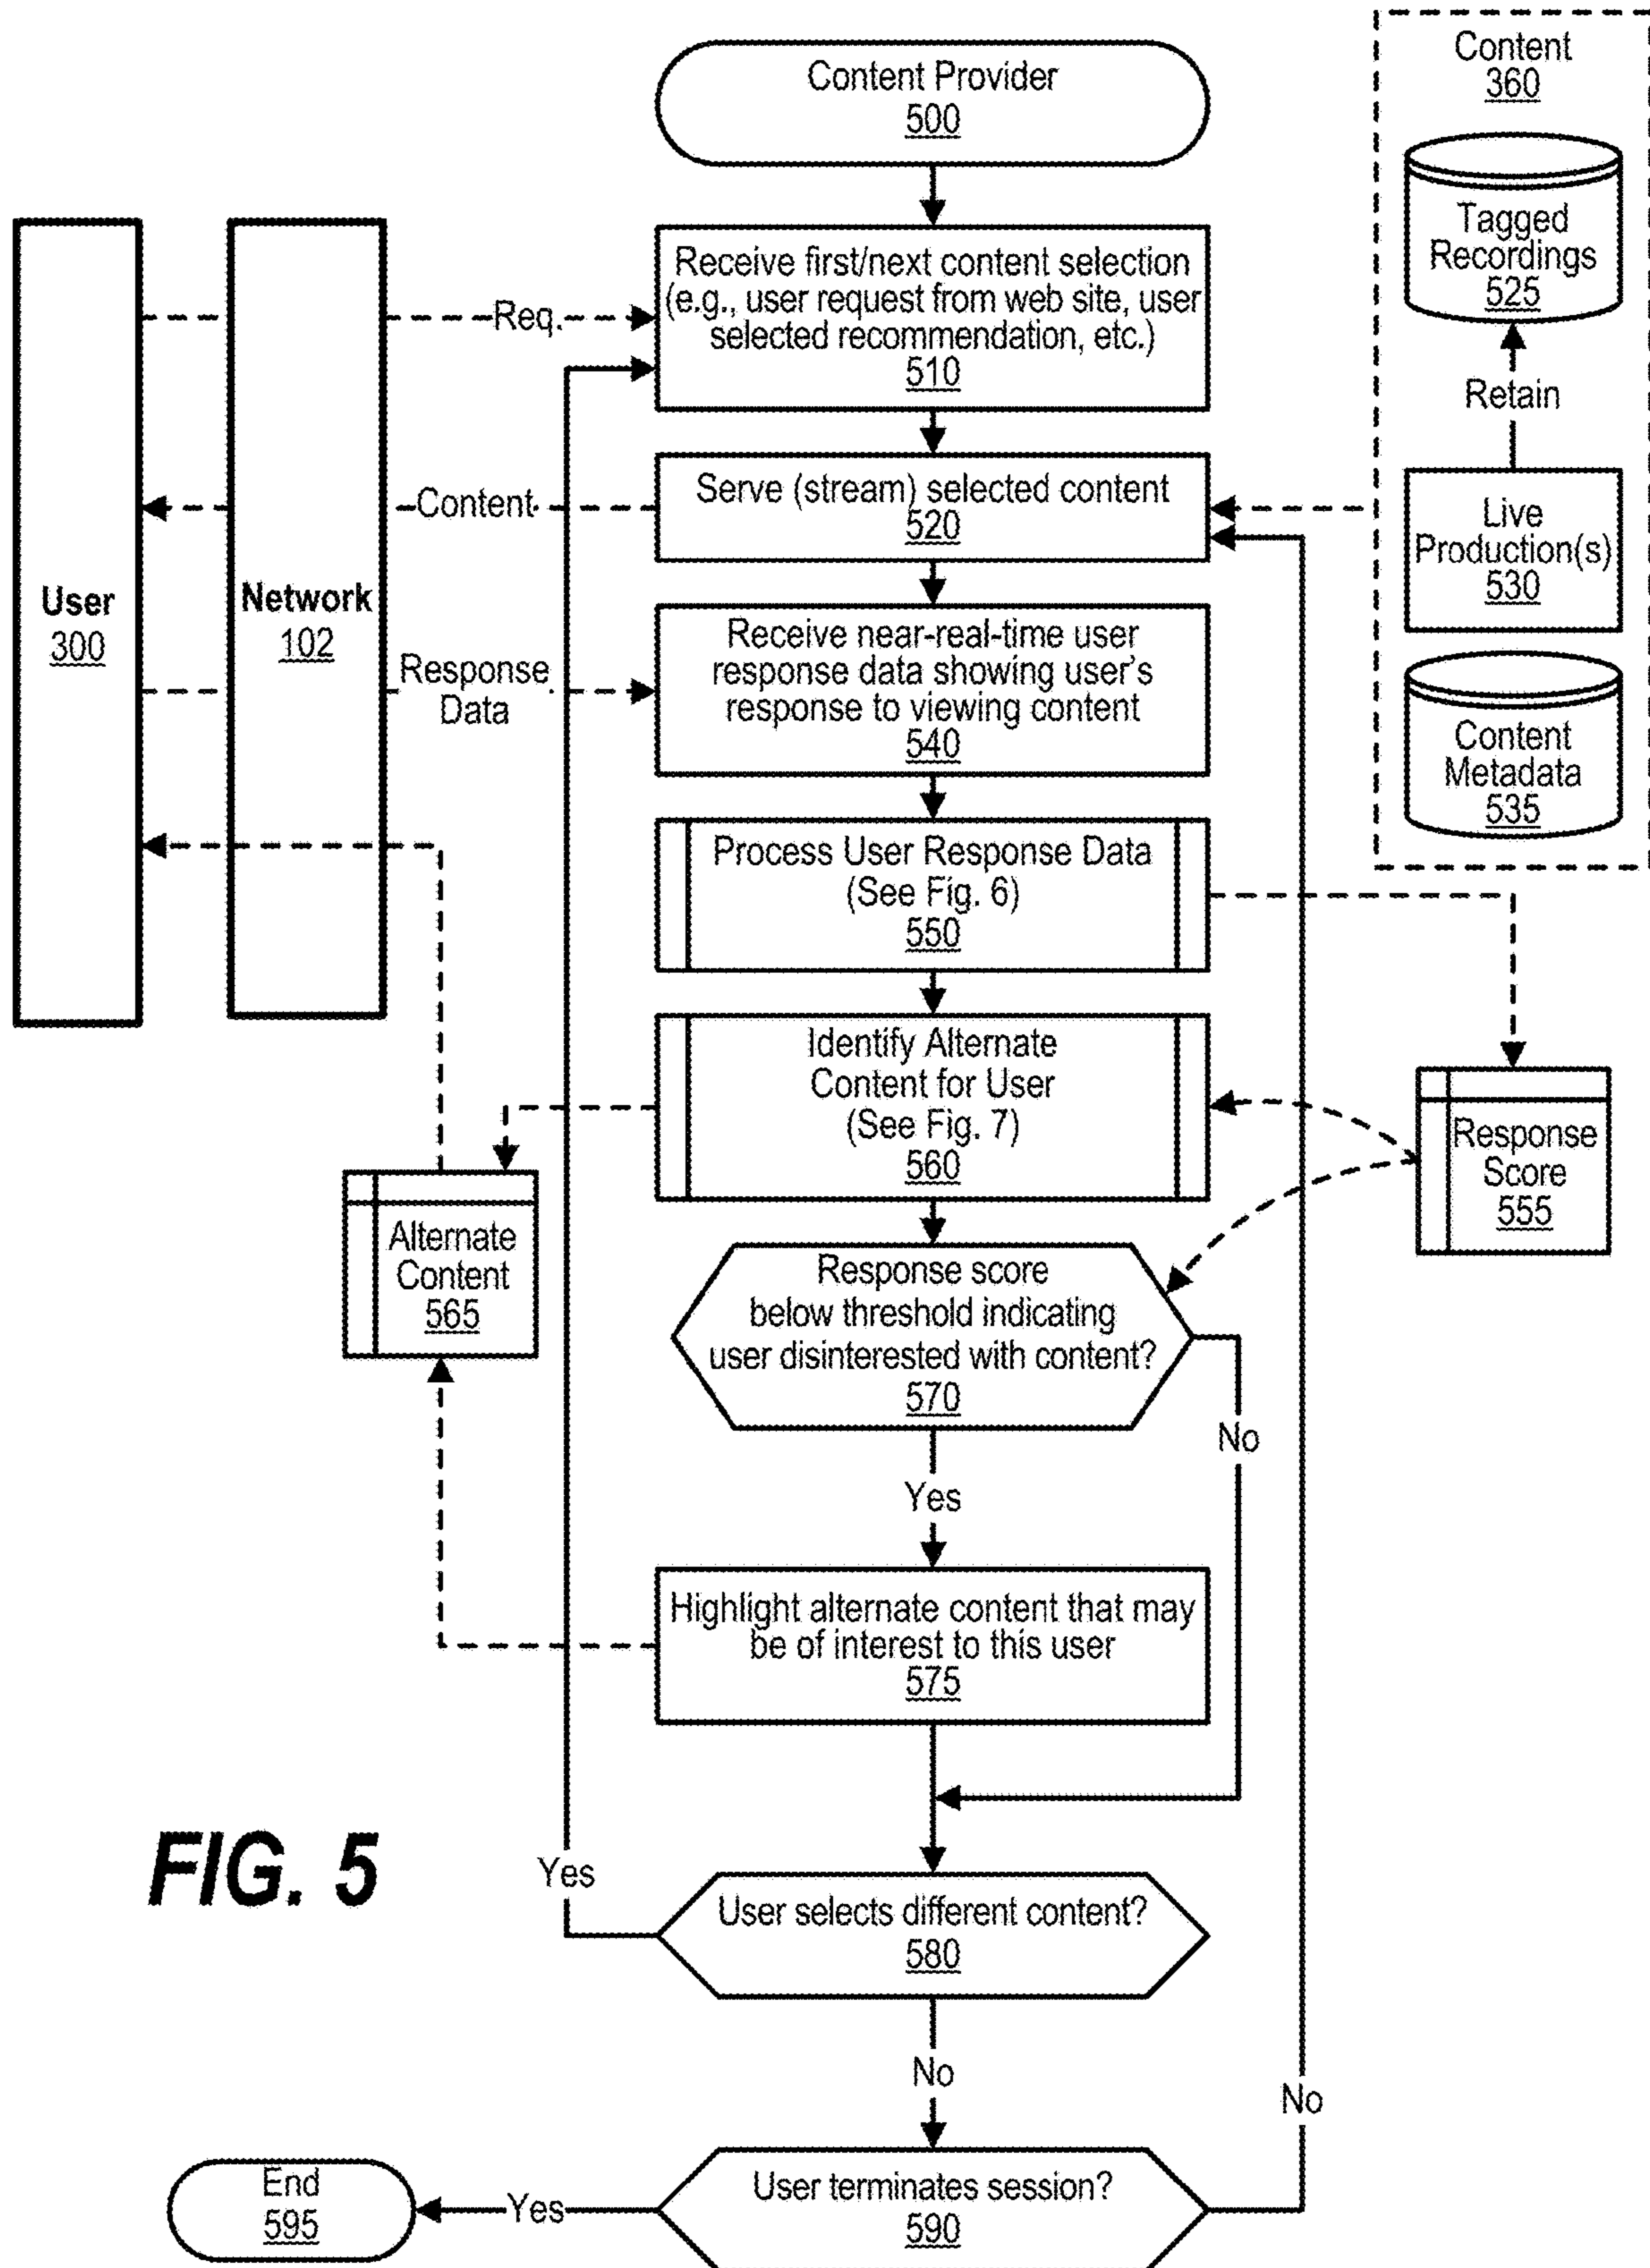 Content Provider
500
Content
360
Tagged
Recordings
525
Retain
Live
Production(s)
530
Content
Metadata
535
User
300
Network
102
Req.
Receive first/next content selection
(e.g., user request from web site, user
selected recommendation, etc.)
510
Content
Serve (stream) selected content
520
Response
Data
Receive near-real-time user
response data showing user's
response to viewing content
540
Process User Response Data
(See Fig. 6)
550
Identify Alternate
Content for User
(See Fig. 7)
560
Response
Score
555
Alternate
Content
565
Response score
below threshold indicating
user disinterested with content?
570
No
Yes
Highlight alternate content that may
be of interest to this user
575
FIG. 5
Yes
User selects different content?
580
No
No
User terminates session?
590
Yes
End
595